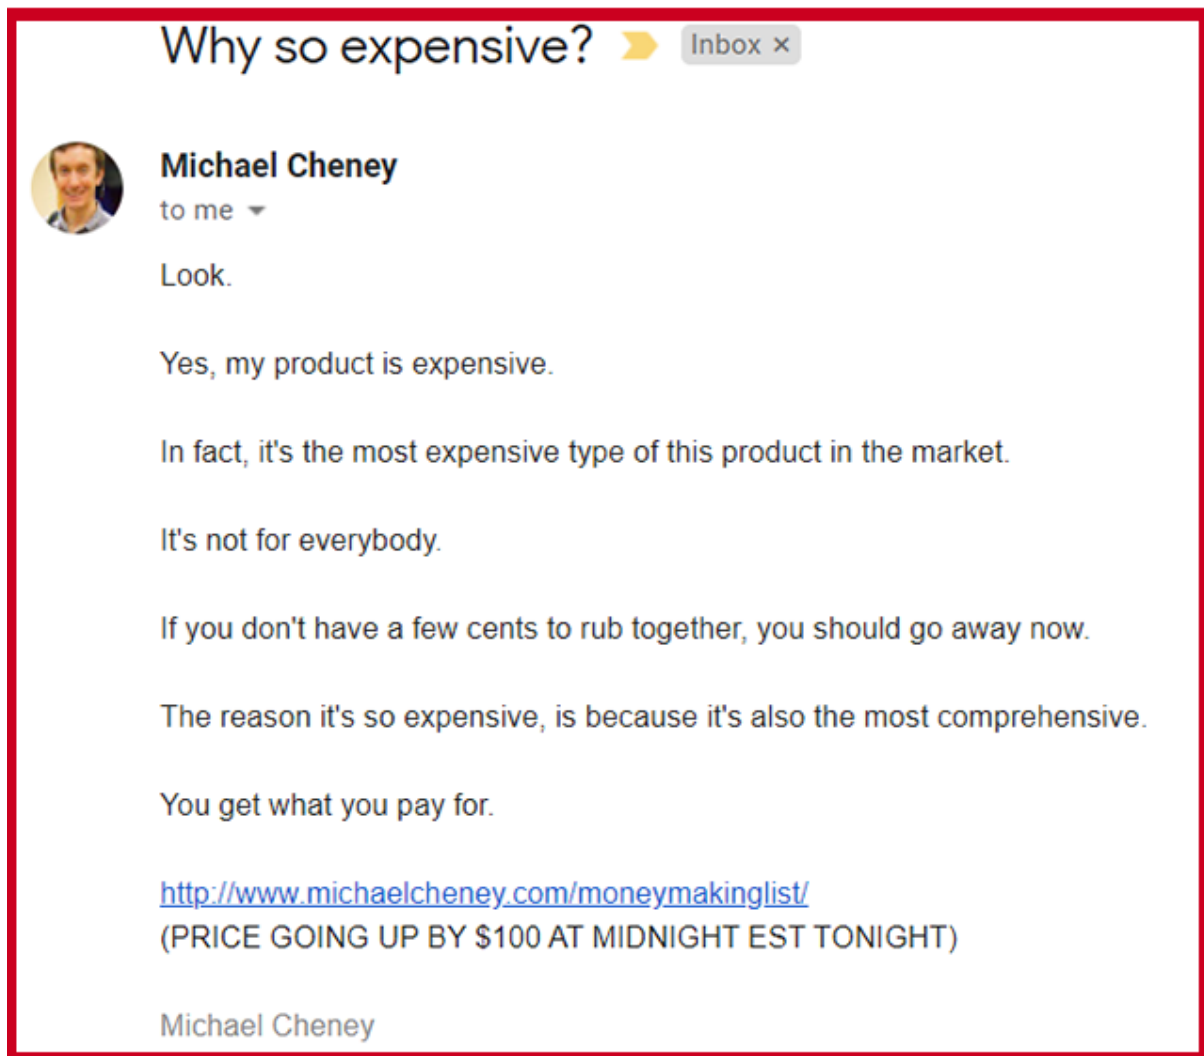 Why so expensive?
Inbox ×
Michael Cheney
to me
Look.
Yes, my product is expensive.
In fact, it's the most expensive type of this product in the market.
It's not for everybody.
If you don't have a few cents to rub together, you should go away now.
The reason it's so expensive, is because it's also the most comprehensive.
You get what you pay for.
http://www.michaelcheney.com/moneymakinglist/
(PRICE GOING UP BY $100 AT MIDNIGHT EST TONIGHT)
Michael Cheney